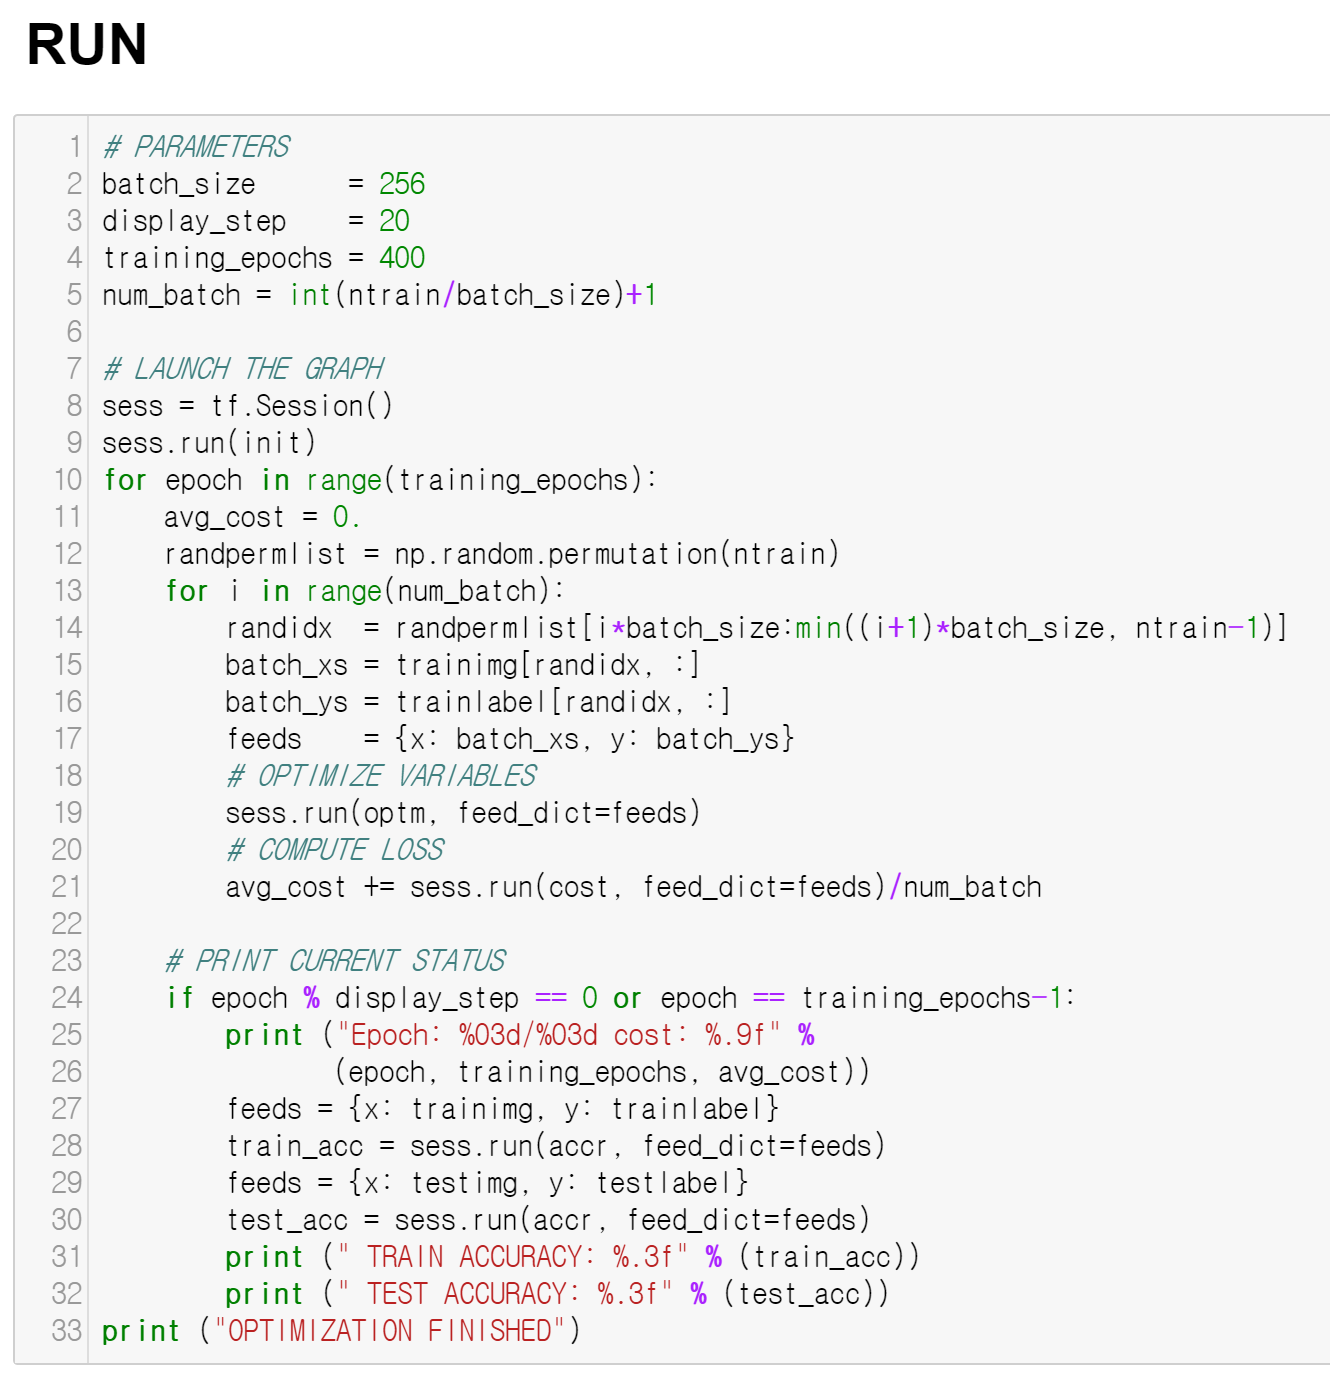 RUN
1 # PARAMETERS
2 batch_size      = 256
3 display_step    = 20
4 training_epochs = 400
5 num_batch = int(ntrain/batch_size)+1
6
7 # LAUNCH THE GRAPH
8 sess = tf.Session()
9 sess.run(init)
10 for epoch in range(training_epochs):
11     avg_cost = 0.
12     randpermlist = np.random.permutation(ntrain)
13     for i in range(num_batch):
14         randidx  = randpermlist[i*batch_size:min((i+1)*batch_size, ntrain-1)]
15         batch_xs = trainimg[randidx, :]
16         batch_ys = trainlabel[randidx, :]
17         feeds    = {x: batch_xs, y: batch_ys}
18         # OPTIMIZE VARIABLES
19         sess.run(optm, feed_dict=feeds)
20         # COMPUTE LOSS
21         avg_cost += sess.run(cost, feed_dict=feeds)/num_batch
22
23     # PRINT CURRENT STATUS
24     if epoch % display_step == 0 or epoch == training_epochs-1:
25         print ("Epoch: %03d/%03d cost: %.9f" %
26                (epoch, training_epochs, avg_cost))
27         feeds = {x: trainimg, y: trainlabel}
28         train_acc = sess.run(accr, feed_dict=feeds)
29         feeds = {x: testimg, y: testlabel}
30         test_acc = sess.run(accr, feed_dict=feeds)
31         print (" TRAIN ACCURACY: %.3f" % (train_acc))
32         print (" TEST ACCURACY: %.3f" % (test_acc))
33 print ("OPTIMIZATION FINISHED")